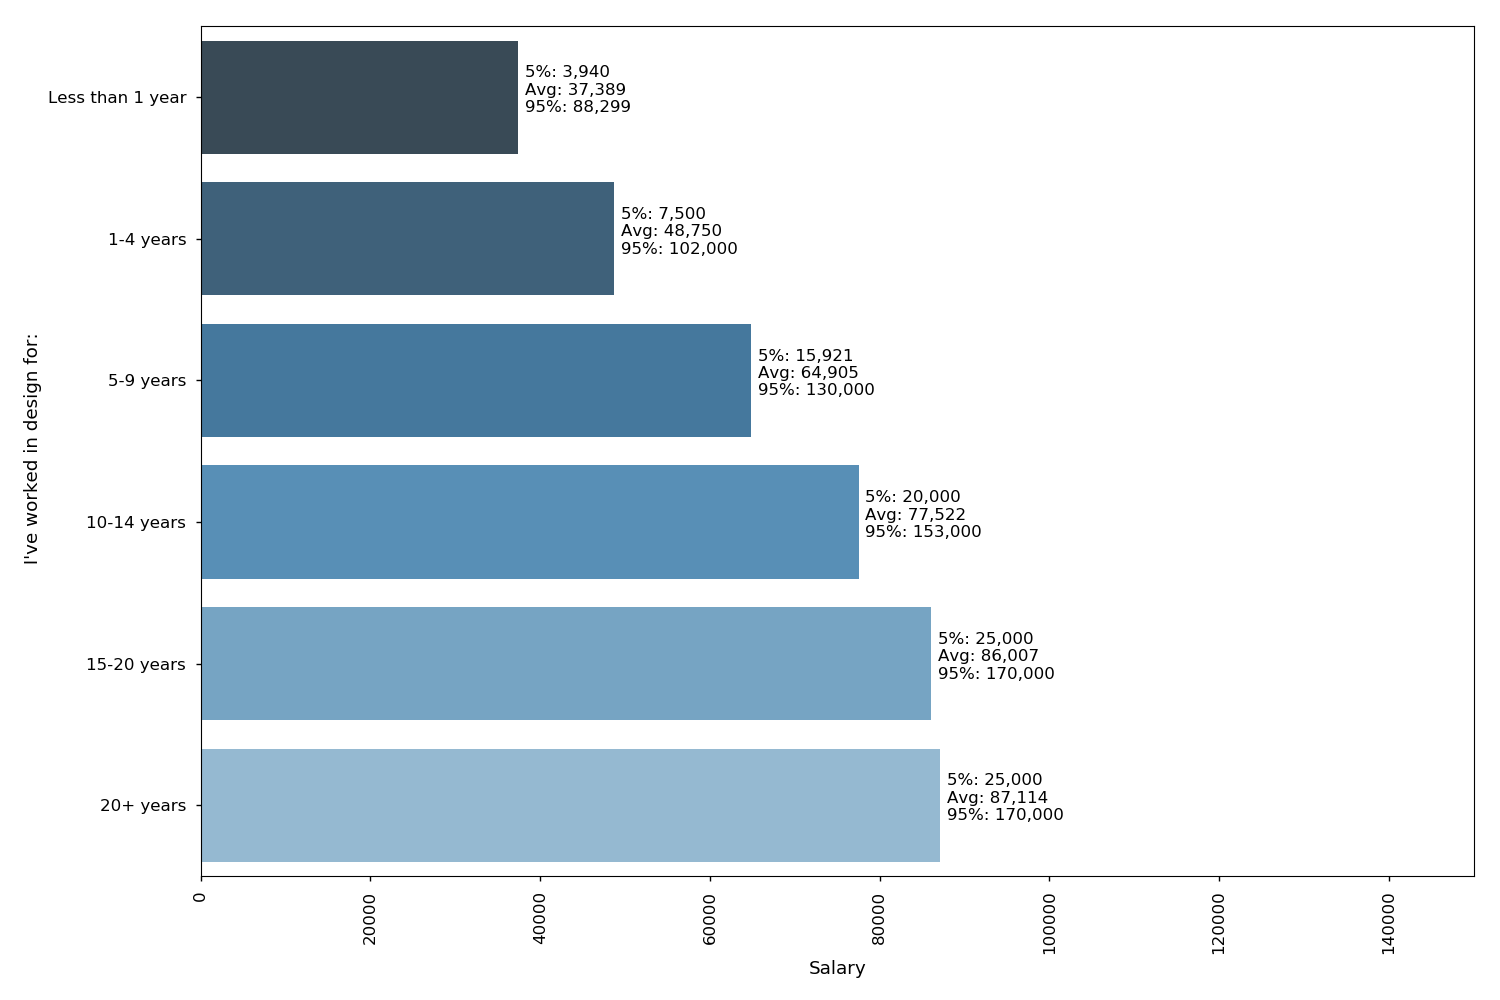 Less than 1 year
5%: 3,940
Avg: 37,389
95%: 88,299
1-4 years
5%: 7,500
Avg: 48,750
95%: 102,000
5-9 years
5%: 15,921
Avg: 64,905
95%: 130,000
10-14 years
5%: 20,000
Avg: 77,522
95%: 153,000
15-20 years
5%: 25,000
Avg: 86,007
95%: 170,000
20+ years
5%: 25,000
Avg: 87,114
95%: 170,000
I've worked in design for:
0
20000
40000
60000
80000
100000
120000
140000
Salary